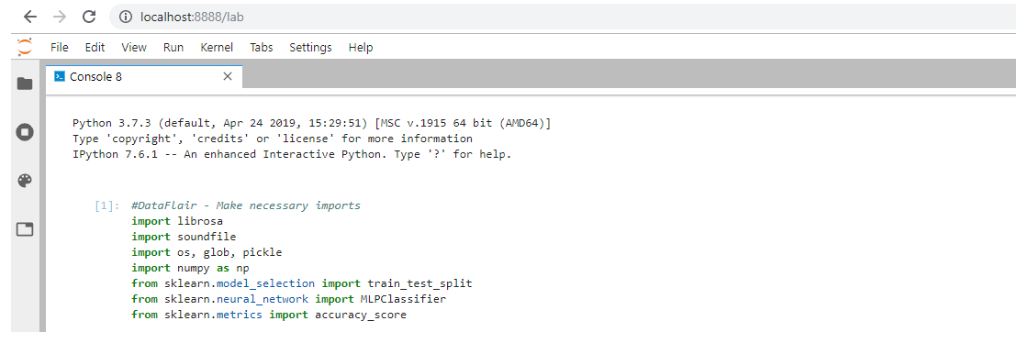 localhost:8888/lab
File Edit View Run Kernel Tabs Settings Help
Console 8
Python 3.7.3 (default, Apr 24 2019, 15:29:51) [MSC v.1915 64 bit (AMD64)]
Type 'copyright', 'credits' or 'license' for more information
IPython 7.6.1 -- An enhanced Interactive Python. Type '?' for help.
[1]: #DataFlair - Make necessary imports
import librosa
import soundfile
import os, glob, pickle
import numpy as np
from sklearn.model_selection import train_test_split
from sklearn.neural_network import MLPClassifier
from sklearn.metrics import accuracy_score